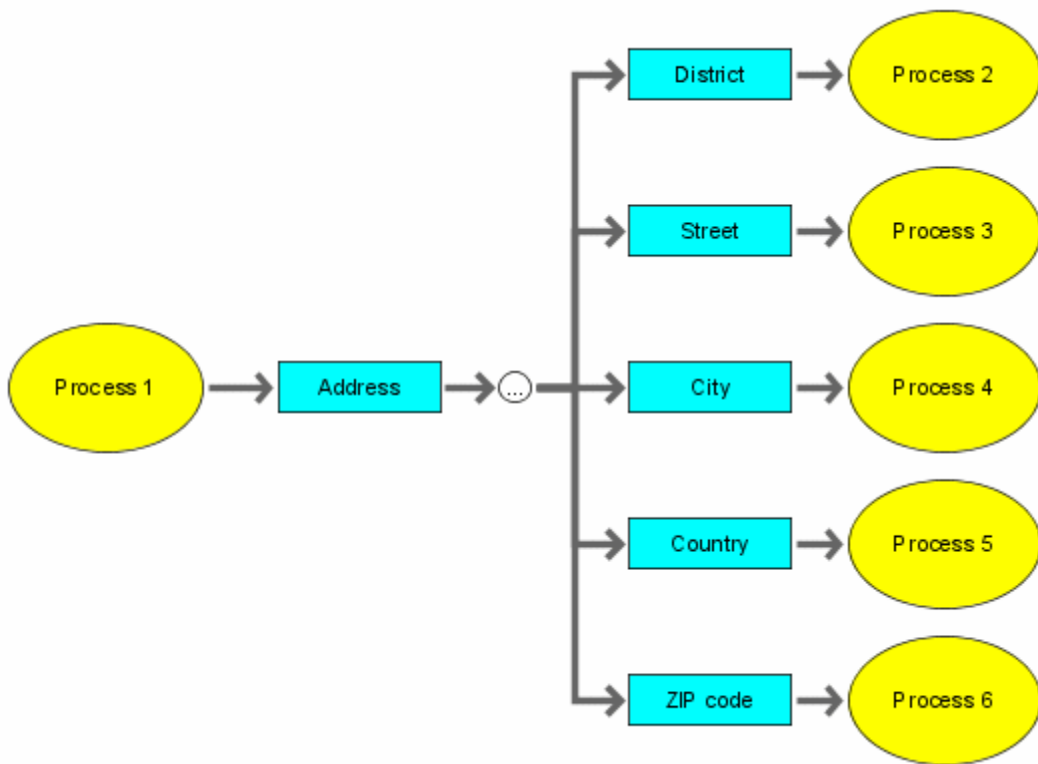 District
Process 2
Street
Process 3
Process 1
Address
...
City
Process 4
Country
Process 5
ZIP code
Process 6